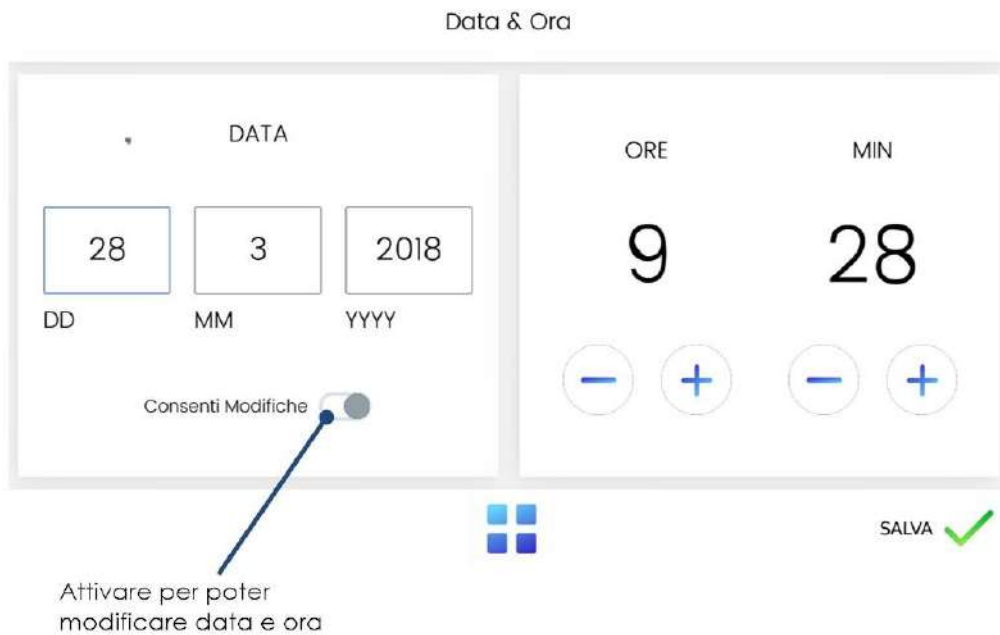 Data & Ora
DATA
28 3 2018
DD MM YYYY
Consenti Modifiche
ORE MIN
9 28
SALVA
Attivare per poter
modificare data e ora